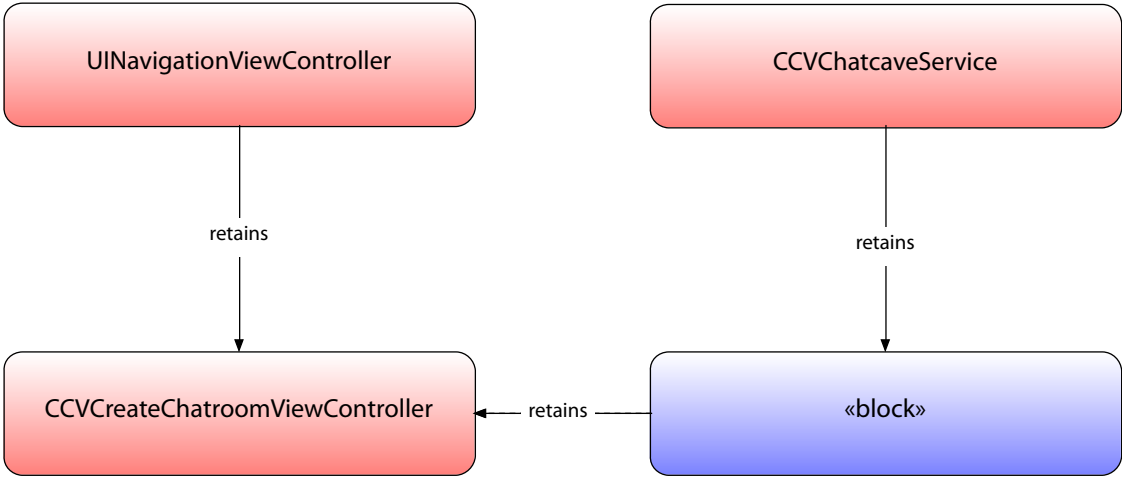 UINavigationViewController
CCVChatcaveService
retains
retains
CCVCreateChatroomViewController
retains
«block»